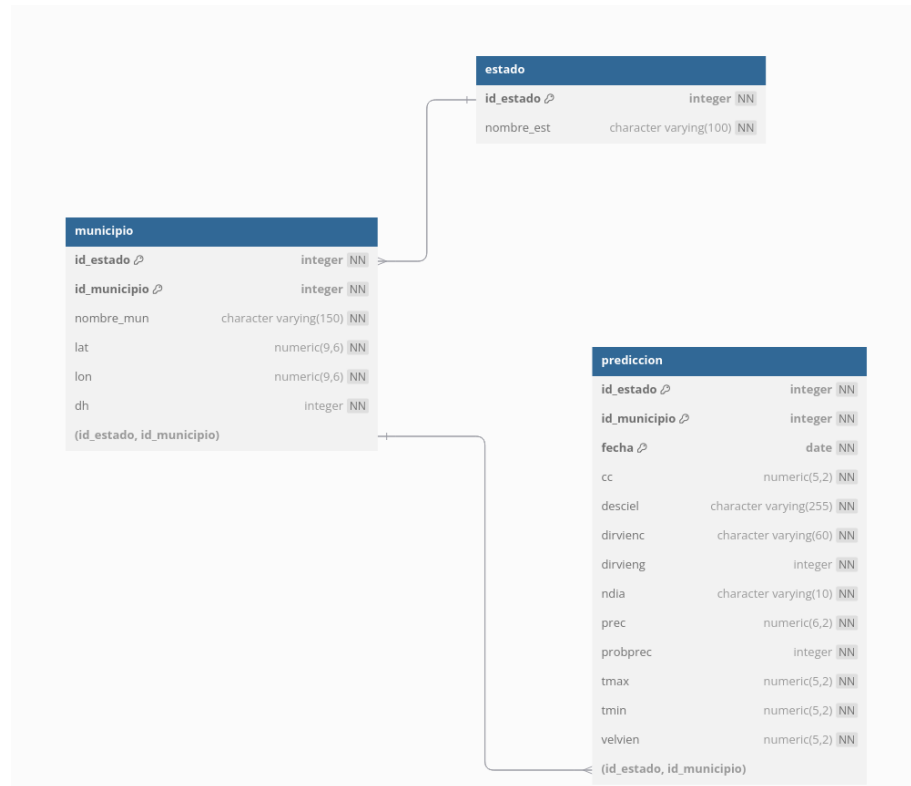 estado
id_estado integer NN
nombre_est character varying(100) NN
municipio
id_estado integer NN
id_municipio integer NN
nombre_mun character varying(150) NN
lat numeric(9,6) NN
lon numeric(9,6) NN
dh integer NN
(id_estado, id_municipio)
prediccion
id_estado integer NN
id_municipio integer NN
fecha date NN
cc numeric(5,2) NN
desciel character varying(255) NN
dirvienc character varying(60) NN
dirvieng integer NN
ndia character varying(10) NN
prec numeric(6,2) NN
probprec integer NN
tmax numeric(5,2) NN
tmin numeric(5,2) NN
velvien numeric(5,2) NN
(id_estado, id_municipio)